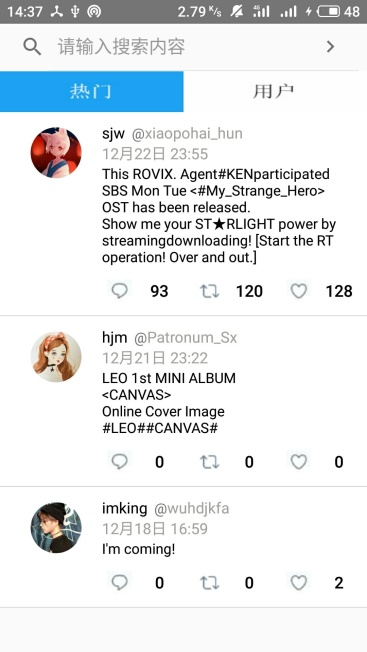 14:37 2.79 K/s 4G 48
请输入搜索内容
热门 用户
sjw @xiaopohai_hun
12月22日 23:55
This ROVIX. Agent#KENparticipated
SBS Mon Tue <#My_Strange_Hero>
OST has been released.
Show me your ST★RLIGHT power by
streamingdownloading! [Start the RT
operation! Over and out.]
93 120 128
hjm @Patronum_Sx
12月21日 23:22
LEO 1st MINI ALBUM
<CANVAS>
Online Cover Image
#LEO##CANVAS#
0 0 0
imking @wuhdjkfa
12月18日 16:59
I'm coming!
0 0 2